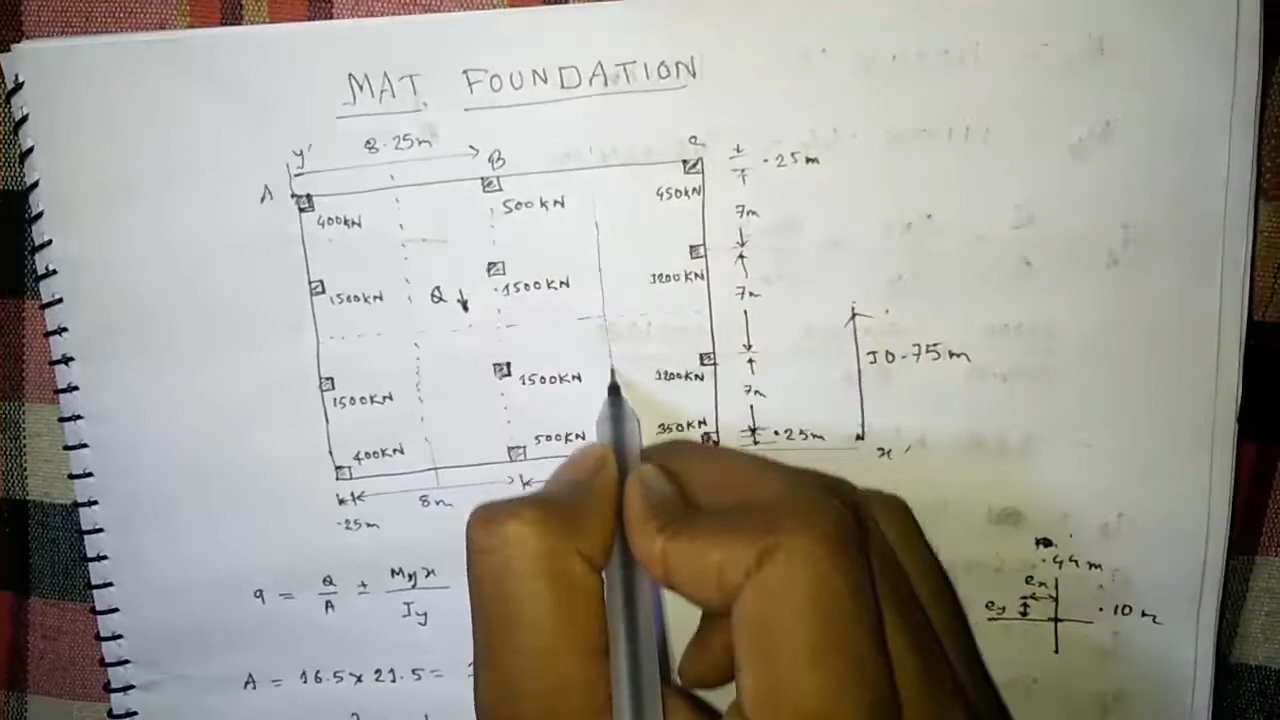 MAT FOUNDATION
y' 8.25m
A B C .25m
400KN 500KN 450KN
7m
1500KN Q 1500KN 1200KN
7m
10.75m
1500KN 1500KN 1200KN
7m
400KN 500KN 350KN .25m x'
8m
.25m
q = Q/A ± My x/Iy
.44m
ex
ey .10m
A = 16.5 x 21.5 =